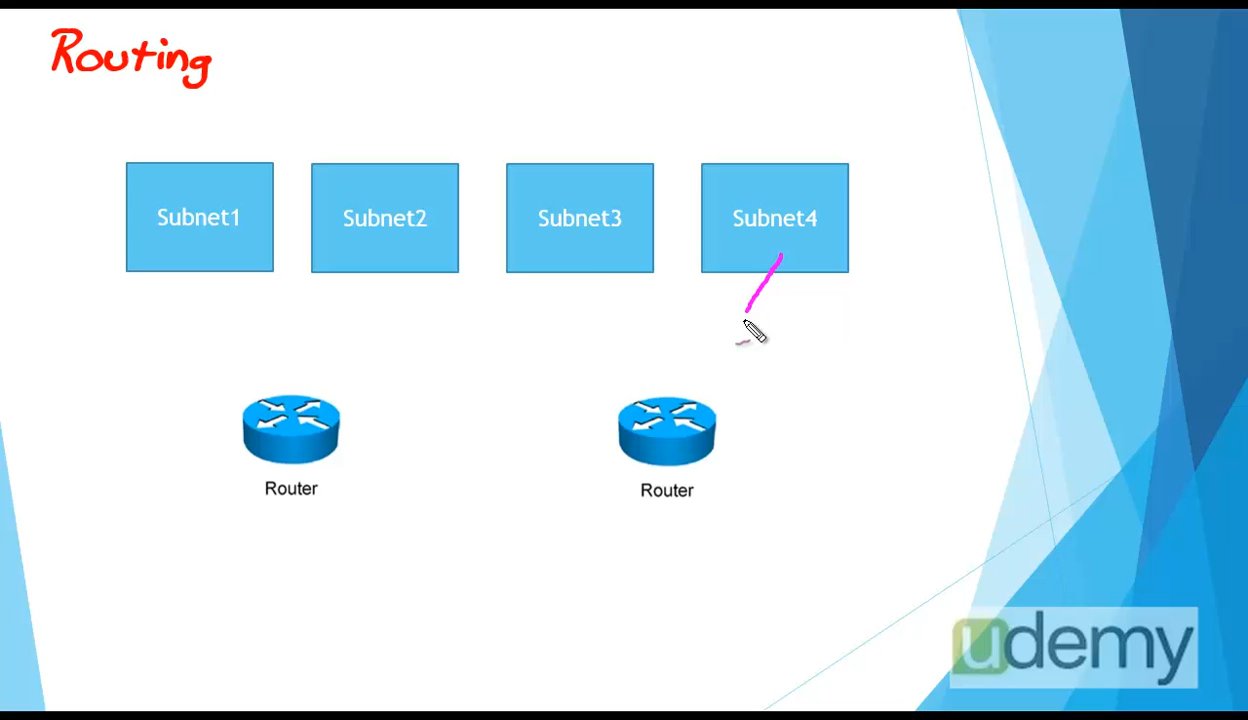 Routing
Subnet1
Subnet2
Subnet3
Subnet4
Router
Router
udemy